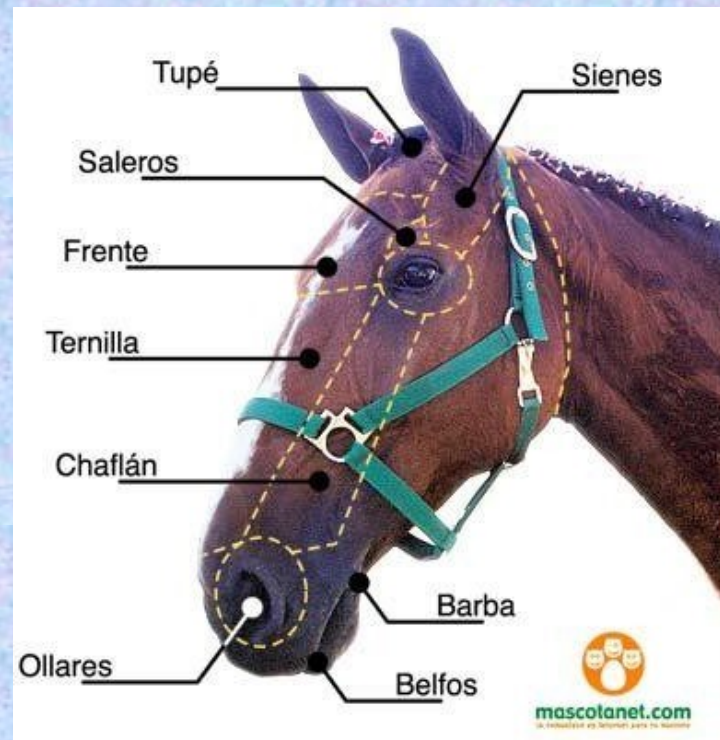 Tupé
Sienes
Saleros
Frente
Ternilla
Chaflán
Barba
Ollares
Belfos
mascotanet.com